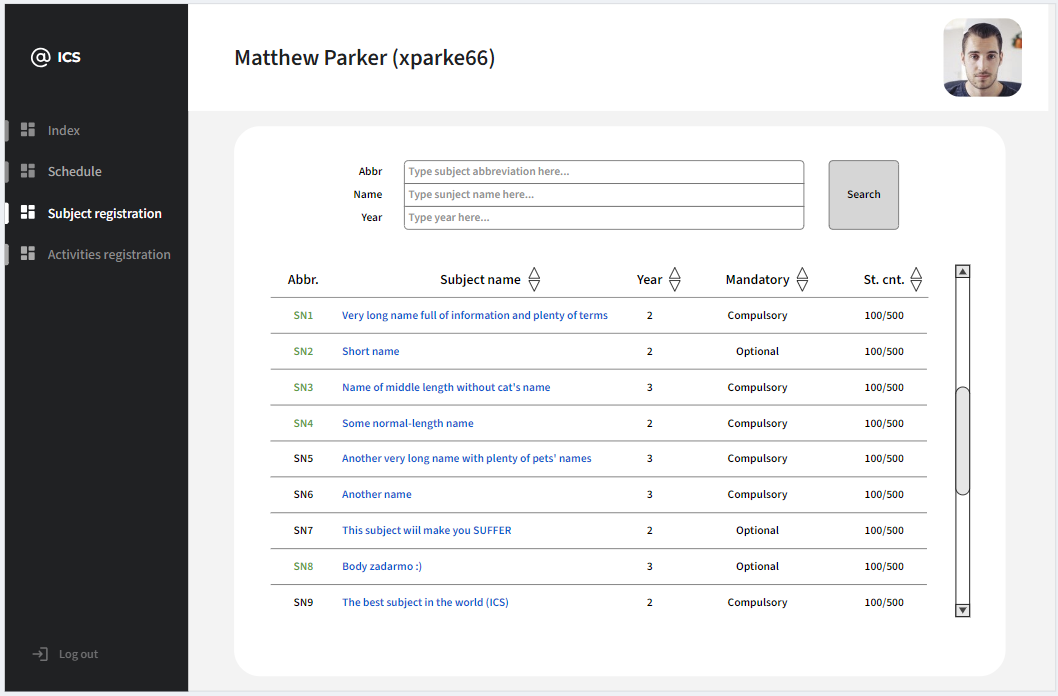 @ ICS
Matthew Parker (xparke66)
Index
Schedule
Subject registration
Activities registration
Log out
Abbr Type subject abbreviation here...
Name Type sunject name here...
Year Type year here...
Search
Abbr. Subject name Year Mandatory St. cnt.
SN1 Very long name full of information and plenty of terms 2 Compulsory 100/500
SN2 Short name 2 Optional 100/500
SN3 Name of middle length without cat's name 3 Compulsory 100/500
SN4 Some normal-length name 2 Compulsory 100/500
SN5 Another very long name with plenty of pets' names 3 Compulsory 100/500
SN6 Another name 3 Compulsory 100/500
SN7 This subject wiil make you SUFFER 2 Optional 100/500
SN8 Body zadarmo :) 3 Optional 100/500
SN9 The best subject in the world (ICS) 2 Compulsory 100/500